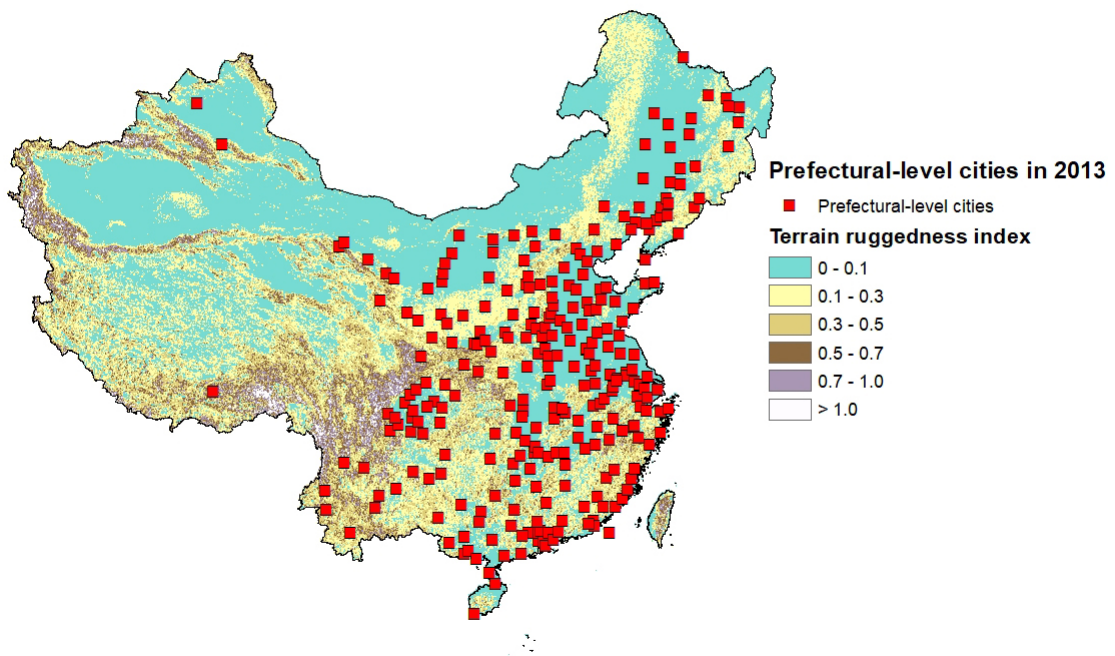 Prefectural-level cities in 2013
Prefectural-level cities
Terrain ruggedness index
0 - 0.1
0.1 - 0.3
0.3 - 0.5
0.5 - 0.7
0.7 - 1.0
> 1.0